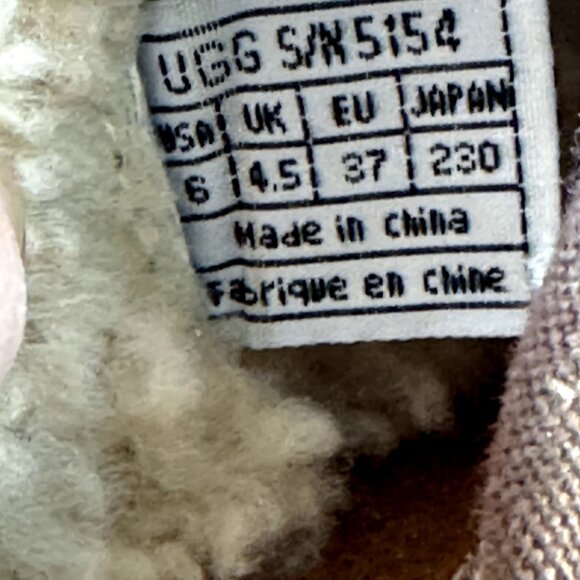 UGG S/N 5154
USA UK EU JAPAN
6 4.5 37 230
Made in China
Fabrique en chine